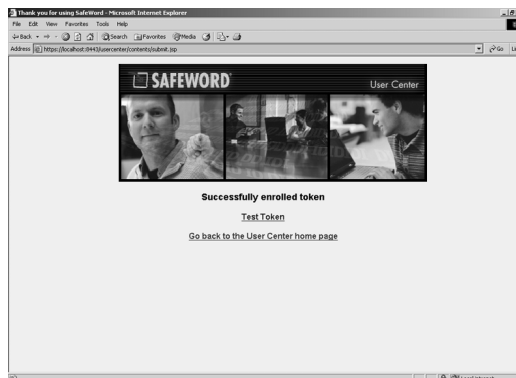 Thank you for using SafeWord - Microsoft Internet Explorer
File Edit View Favorites Tools Help
Back Search Favorites Media
Address https://localhost:8443/usercenter/contents/submit.jsp Go
SAFEWORD User Center
Successfully enrolled token
Test Token
Go back to the User Center home page